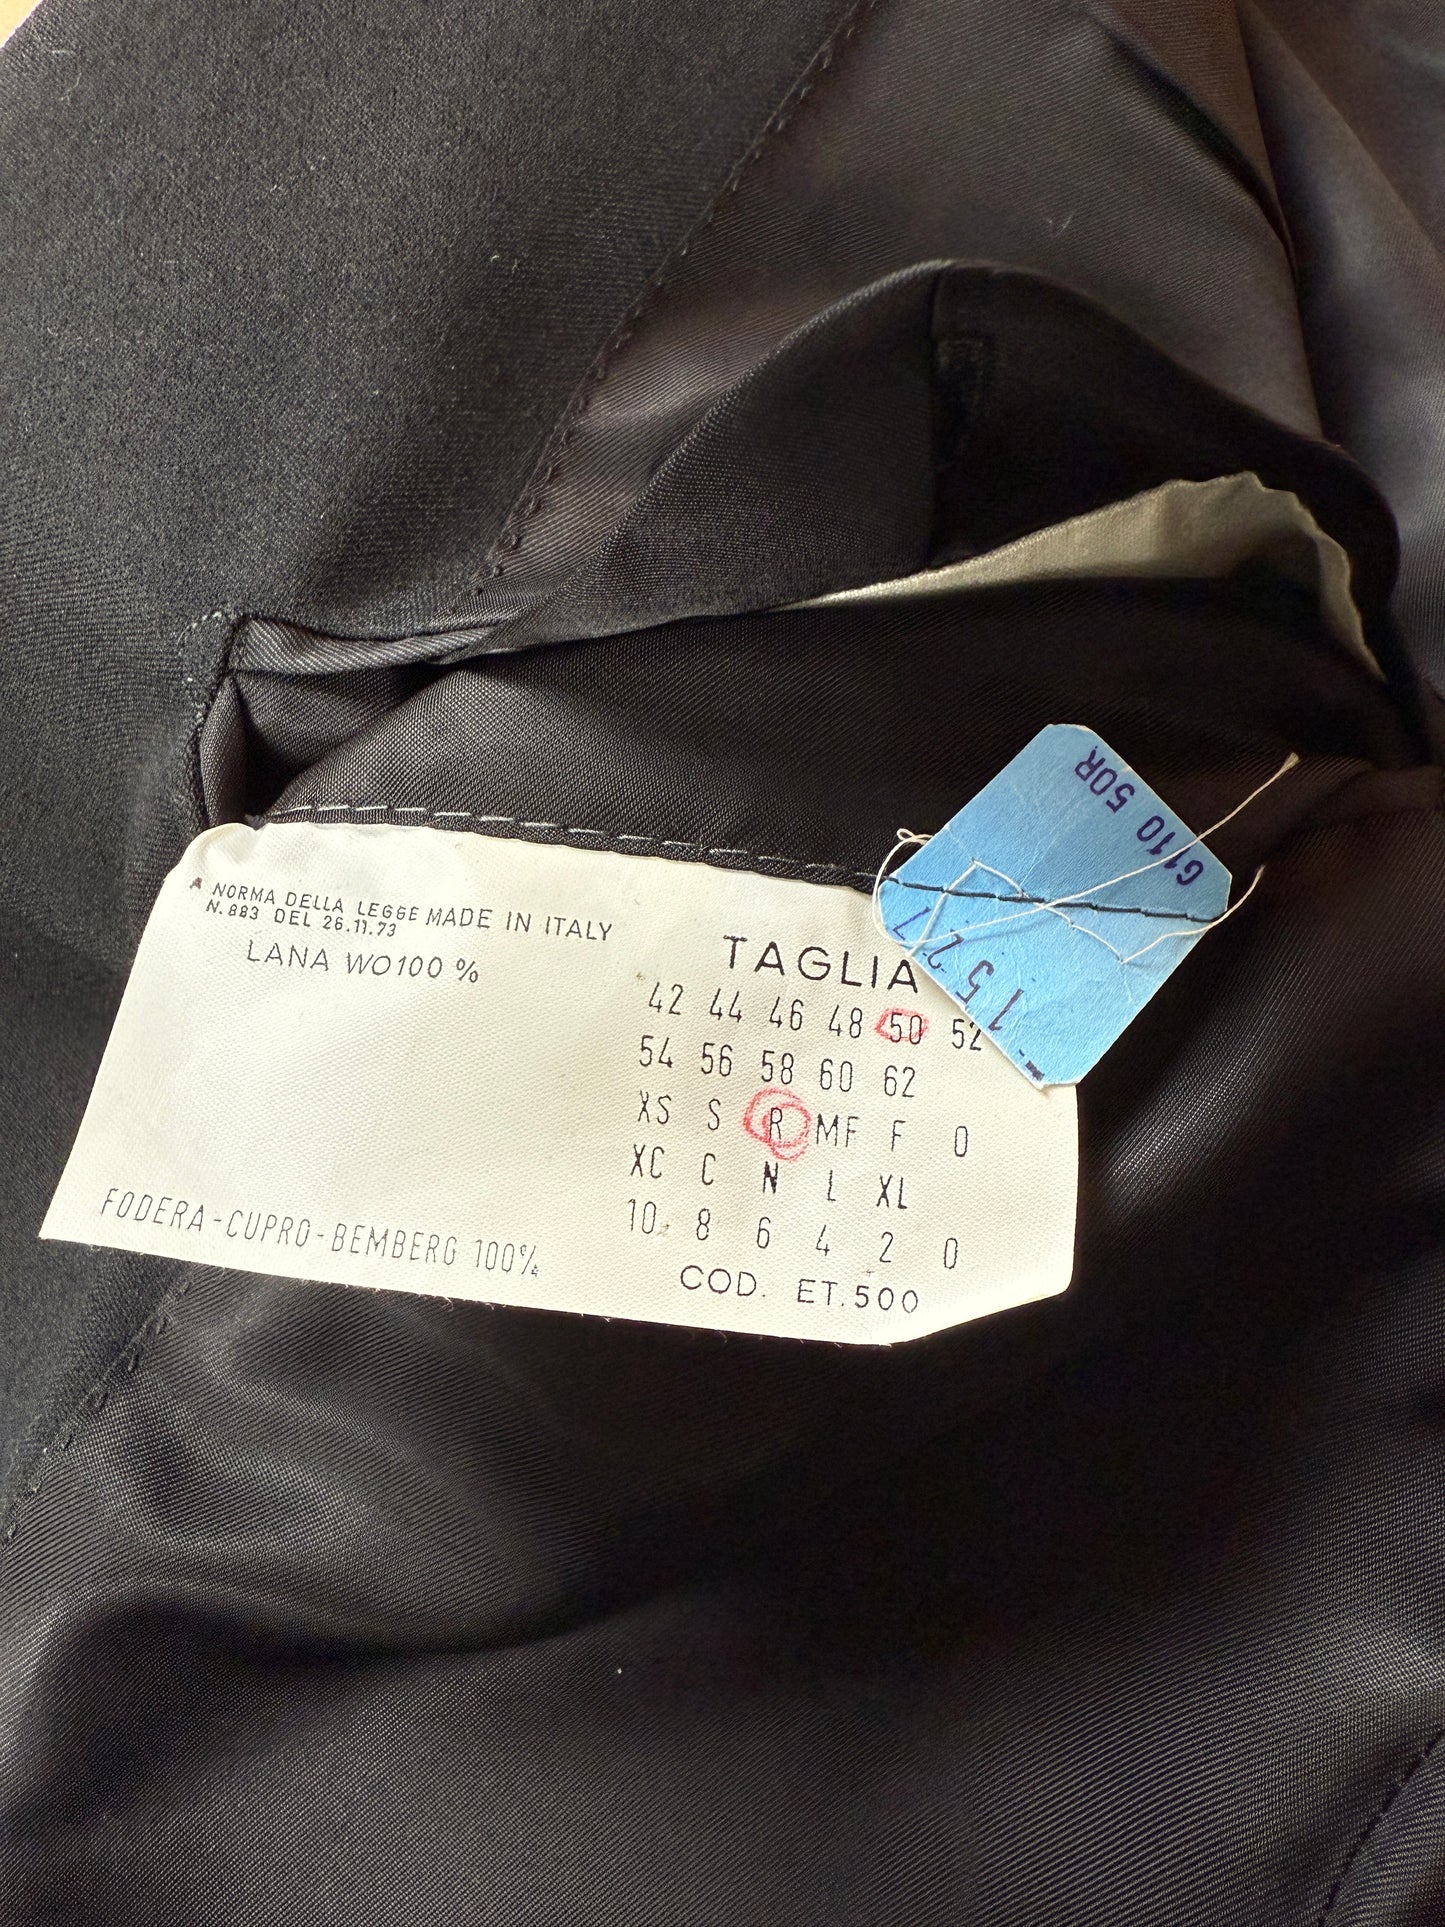 A NORMA DELLA LEGGE
N. 883 DEL 26.11.73
MADE IN ITALY
LANA WO100 %
FODERA-CUPRO-BEMBERG 100%
TAGLIA
42 44 46 48 50 52
54 56 58 60 62
XS S R MF F 0
XC C N L XL
10 8 6 4 2 0
COD. ET.500
6110 50R
1527